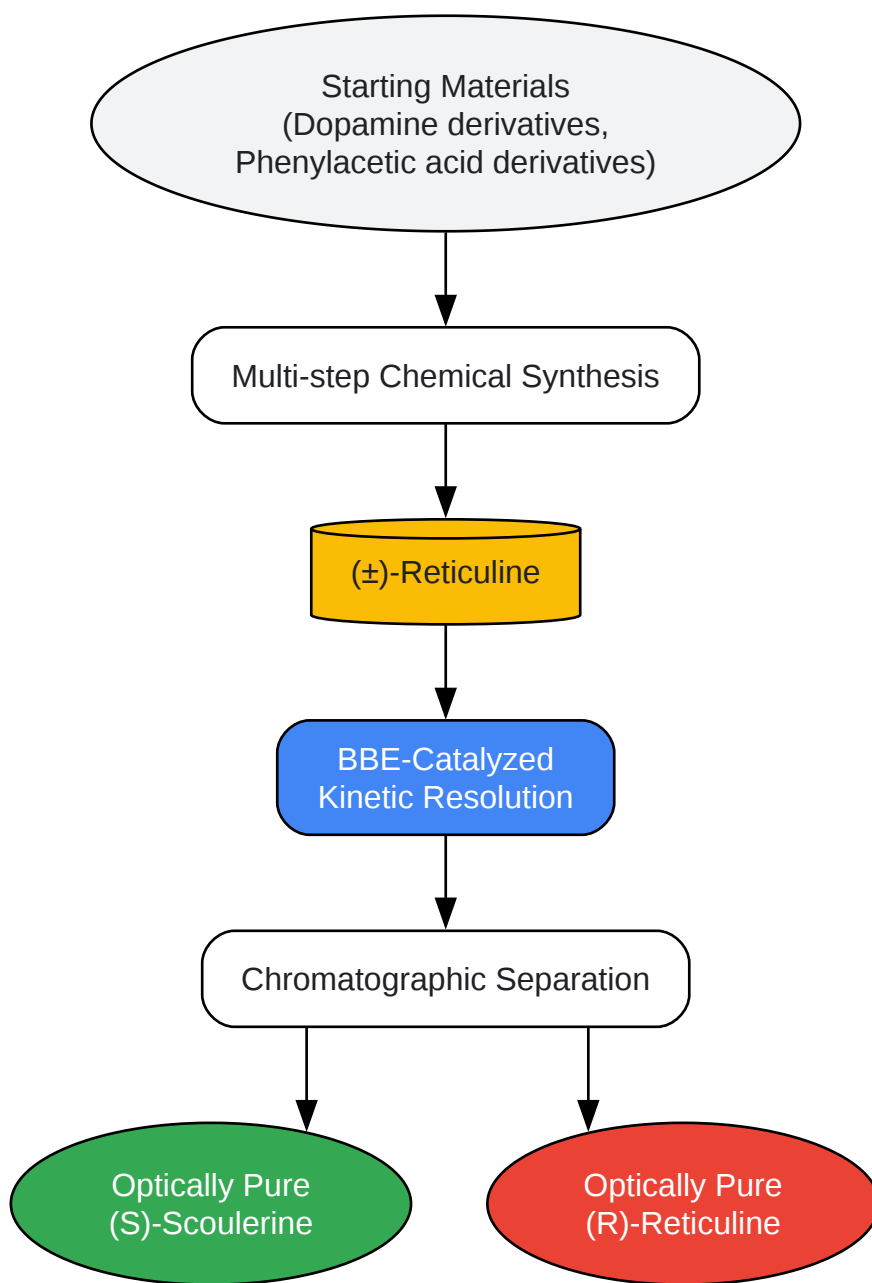 Starting Materials
(Dopamine derivatives,
Phenylacetic acid derivatives)
Multi-step Chemical Synthesis
(±)-Reticuline
BBE-Catalyzed
Kinetic Resolution
Chromatographic Separation
Optically Pure
(S)-Scoulerine
Optically Pure
(R)-Reticuline